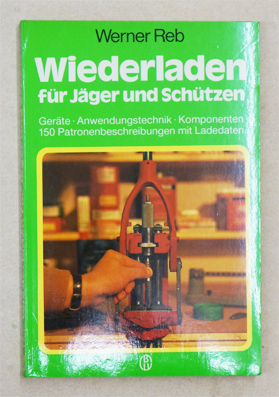 Werner Reb
Wiederladen
für Jäger und Schützen
Geräte · Anwendungstechnik · Komponenten
150 Patronenbeschreibungen mit Ladedaten